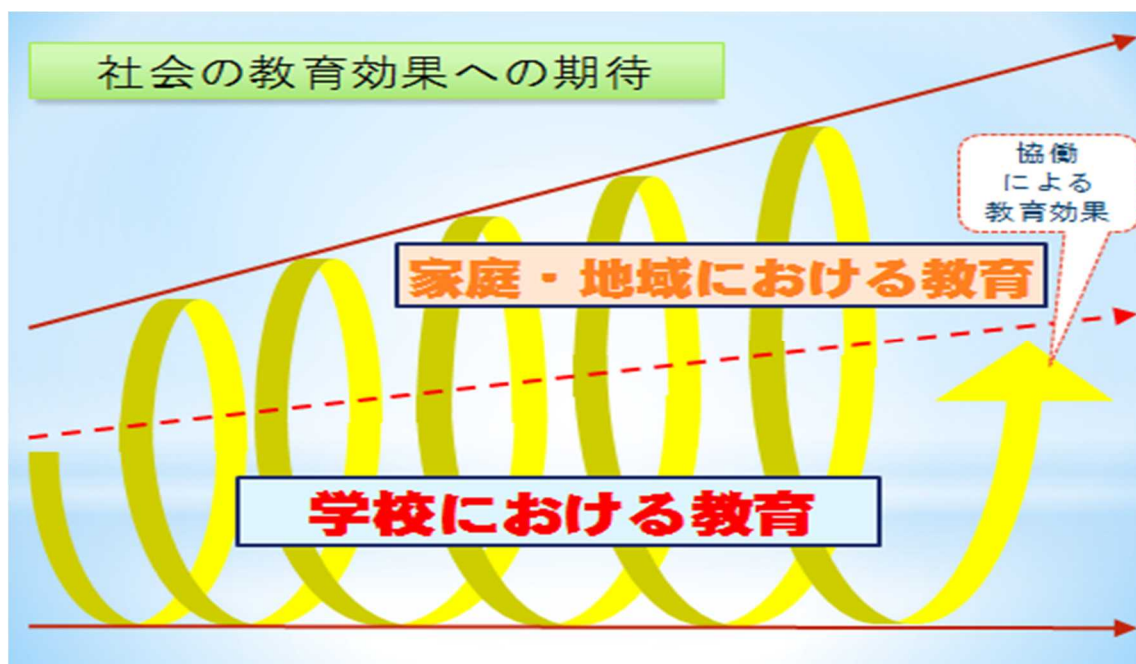 社会の教育効果への期待
協働
による
教育効果
家庭・地域における教育
学校における教育